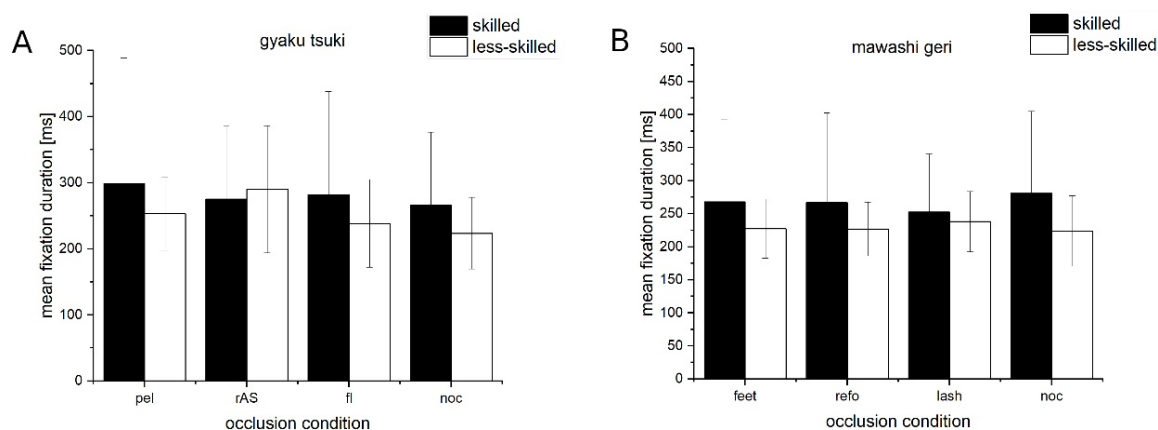 A
gyaku tsuki
skilled
less-skilled
mean fixation duration [ms]
500
400
300
200
100
0
pel
rAS
fl
noc
occlusion condition
B
mawashi geri
skilled
less-skilled
mean fixation duration [ms]
500
450
400
350
300
250
200
150
100
50
0
feet
refo
lash
noc
occlusion condition